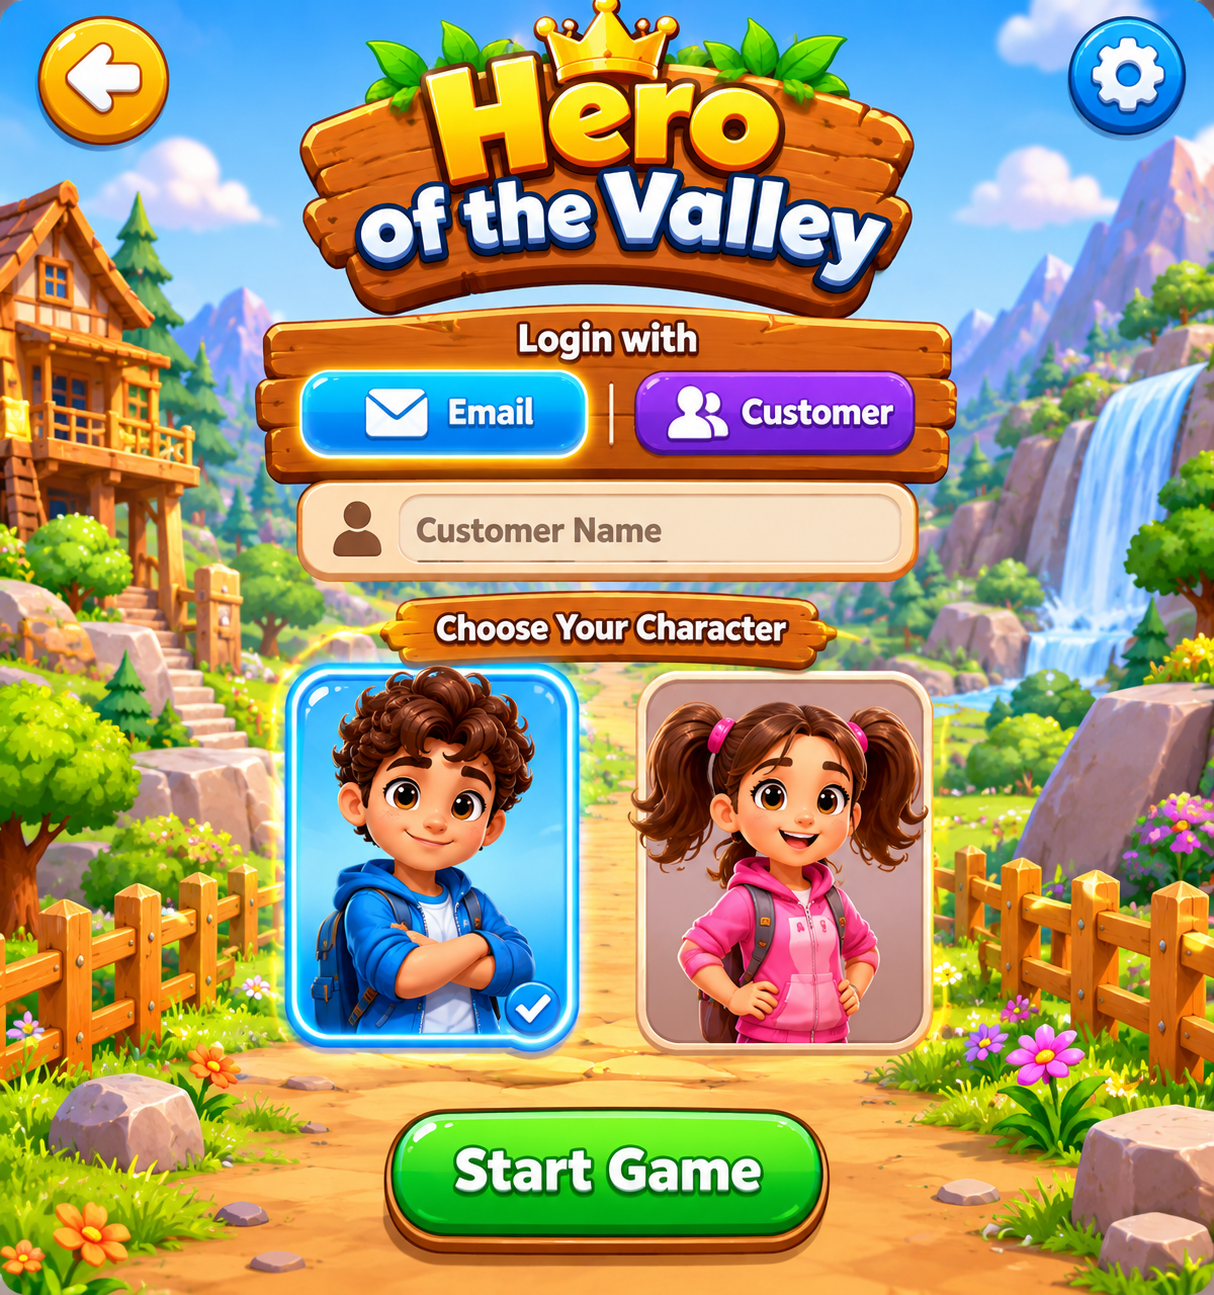 Hero
of the Valley
Login with
Email
Customer
Customer Name
Choose Your Character
Start Game